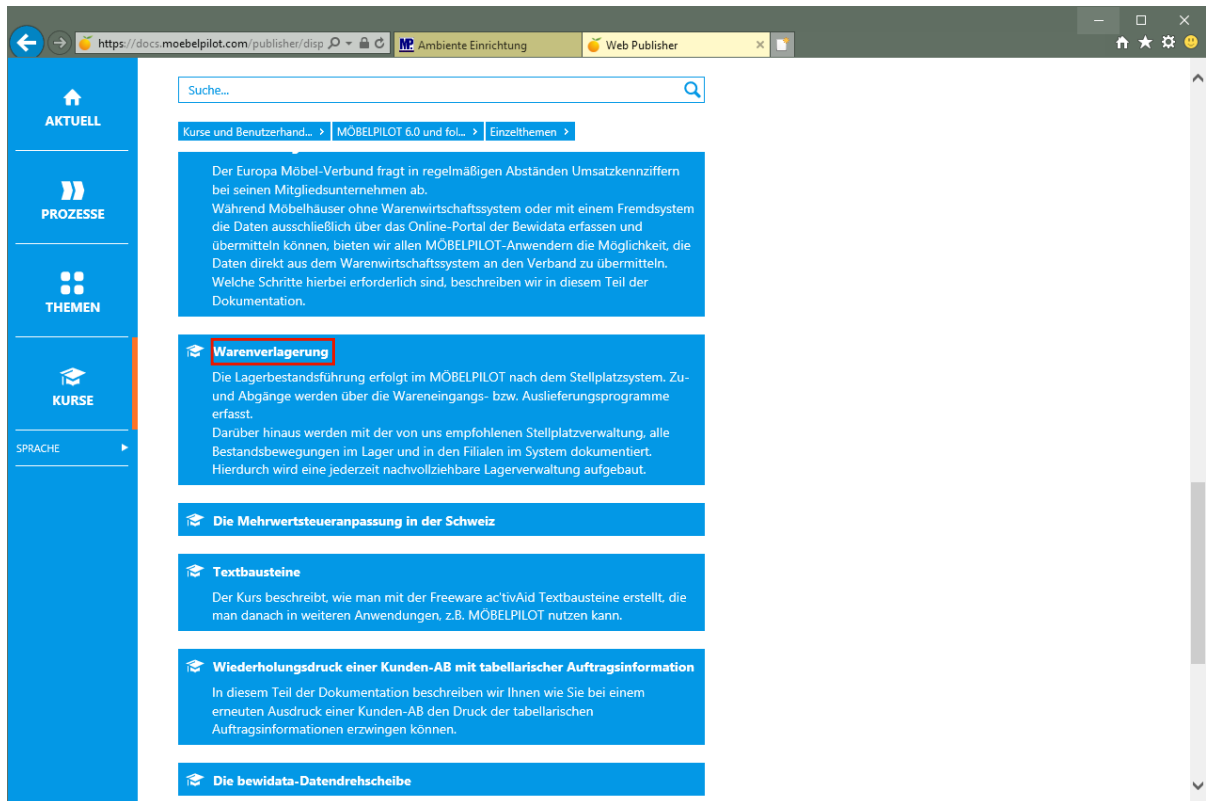 https://docs.moebelpilot.com/publisher/disp
MP Ambiente Einrichtung
Web Publisher
AKTUELL
PROZESSE
THEMEN
KURSE
SPRACHE
Suche...
Kurse und Benutzerhand... > MÖBELPILOT 6.0 und fol... > Einzelthemen >
Der Europa Möbel-Verbund fragt in regelmäßigen Abständen Umsatzkennziffern
bei seinen Mitgliedsunternehmen ab.
Während Möbelhäuser ohne Warenwirtschaftssystem oder mit einem Fremdsystem
die Daten ausschließlich über das Online-Portal der Bewidata erfassen und
übermitteln können, bieten wir allen MÖBELPILOT-Anwendern die Möglichkeit, die
Daten direkt aus dem Warenwirtschaftssystem an den Verband zu übermitteln.
Welche Schritte hierbei erforderlich sind, beschreiben wir in diesem Teil der
Dokumentation.
Warenverlagerung
Die Lagerbestandsführung erfolgt im MÖBELPILOT nach dem Stellplatzsystem. Zu-
und Abgänge werden über die Wareneingangs- bzw. Auslieferungsprogramme
erfasst.
Darüber hinaus werden mit der von uns empfohlenen Stellplatzverwaltung, alle
Bestandsbewegungen im Lager und in den Filialen im System dokumentiert.
Hierdurch wird eine jederzeit nachvollziehbare Lagerverwaltung aufgebaut.
Die Mehrwertsteueranpassung in der Schweiz
Textbausteine
Der Kurs beschreibt, wie man mit der Freeware ac'tivAid Textbausteine erstellt, die
man danach in weiteren Anwendungen, z.B. MÖBELPILOT nutzen kann.
Wiederholungsdruck einer Kunden-AB mit tabellarischer Auftragsinformation
In diesem Teil der Dokumentation beschreiben wir Ihnen wie Sie bei einem
erneuten Ausdruck einer Kunden-AB den Druck der tabellarischen
Auftragsinformationen erzwingen können.
Die bewidata-Datendrehscheibe